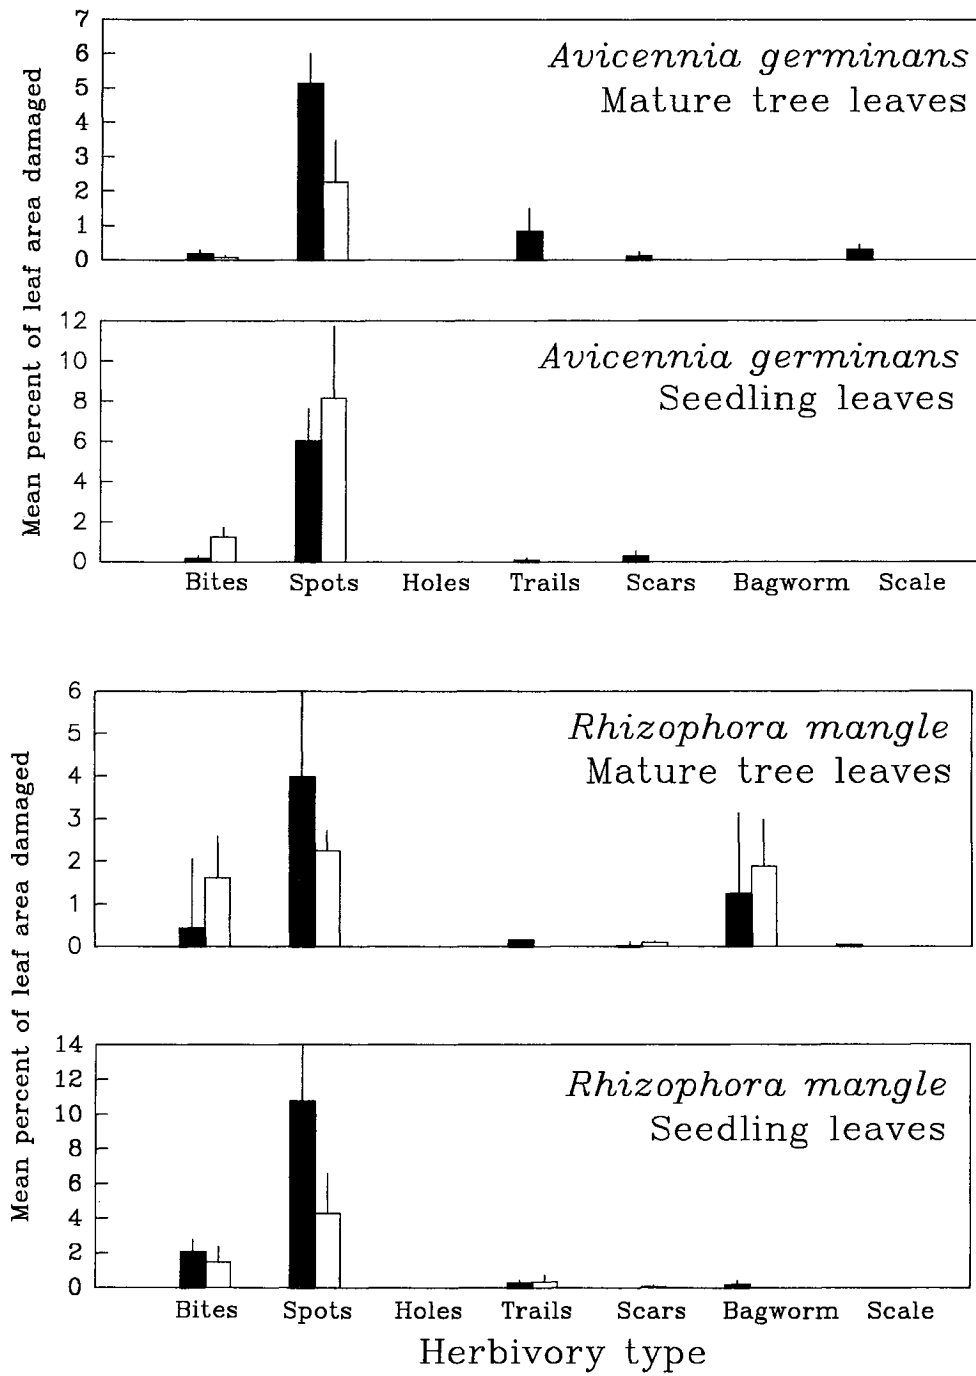 Mean percent of leaf area damaged
7
6
5
4
3
2
1
0
Avicennia germinans
Mature tree leaves
12
10
8
6
4
2
0
Avicennia germinans
Seedling leaves
Bites Spots Holes Trails Scars Bagworm Scale
Mean percent of leaf area damaged
6
5
4
3
2
1
0
Rhizophora mangle
Mature tree leaves
14
12
10
8
6
4
2
0
Rhizophora mangle
Seedling leaves
Bites Spots Holes Trails Scars Bagworm Scale
Herbivory type